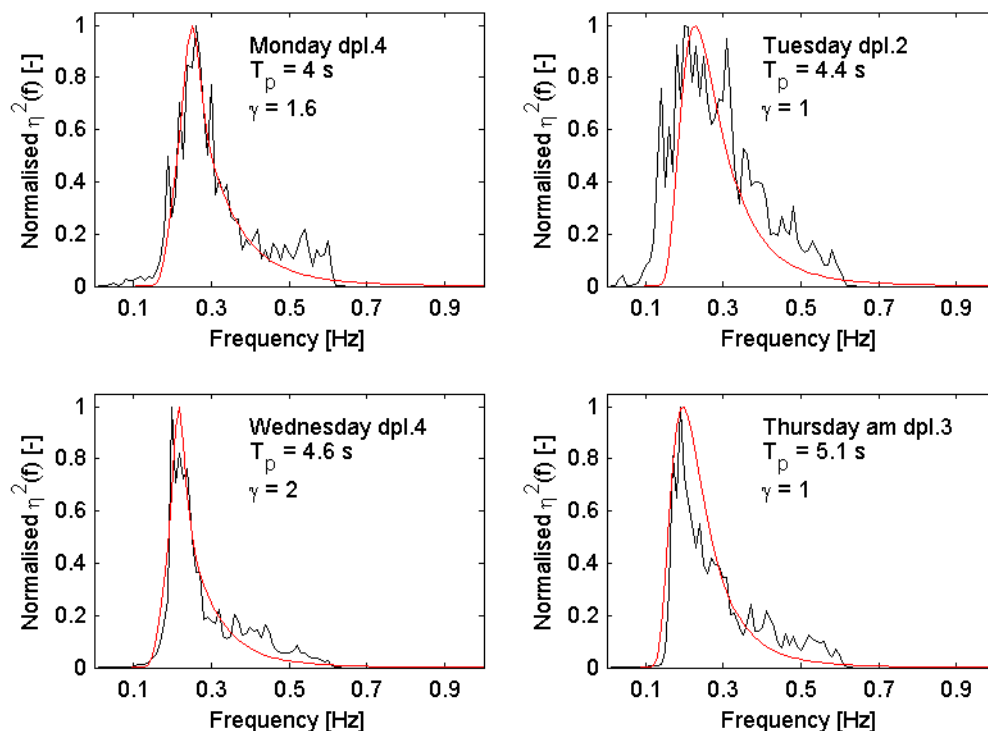 Normalised η²(f) [-]
1
0.8
0.6
0.4
0.2
0
Monday dpl.4
Tp = 4 s
γ = 1.6
0.1 0.3 0.5 0.7 0.9
Frequency [Hz]
Normalised η²(f) [-]
1
0.8
0.6
0.4
0.2
0
Tuesday dpl.2
Tp = 4.4 s
γ = 1
0.1 0.3 0.5 0.7 0.9
Frequency [Hz]
Normalised η²(f) [-]
1
0.8
0.6
0.4
0.2
0
Wednesday dpl.4
Tp = 4.6 s
γ = 2
0.1 0.3 0.5 0.7 0.9
Frequency [Hz]
Normalised η²(f) [-]
1
0.8
0.6
0.4
0.2
0
Thursday am dpl.3
Tp = 5.1 s
γ = 1
0.1 0.3 0.5 0.7 0.9
Frequency [Hz]